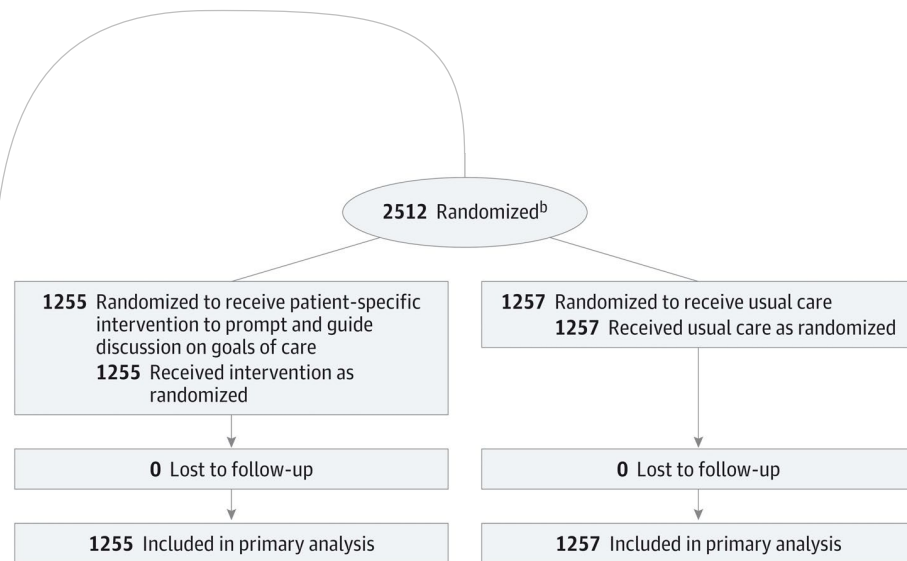 2512 Randomizedb
1255 Randomized to receive patient-specific
intervention to prompt and guide
discussion on goals of care
1255 Received intervention as
randomized
1257 Randomized to receive usual care
1257 Received usual care as randomized
0 Lost to follow-up
0 Lost to follow-up
1255 Included in primary analysis
1257 Included in primary analysis